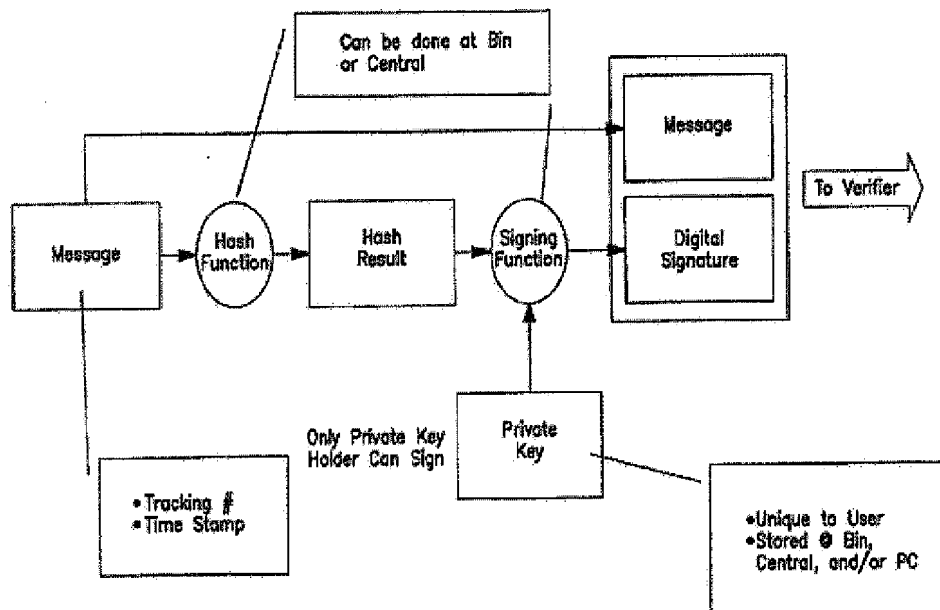 Can be done at Bin
or Central
Message
To Verifier
Message
Hash
Function
Hash
Result
Signing
Function
Digital
Signature
Only Private Key
Holder Can Sign
Private
Key
•Tracking #
•Time Stamp
•Unique to User
•Stored @ Bin,
Central, and/or PC